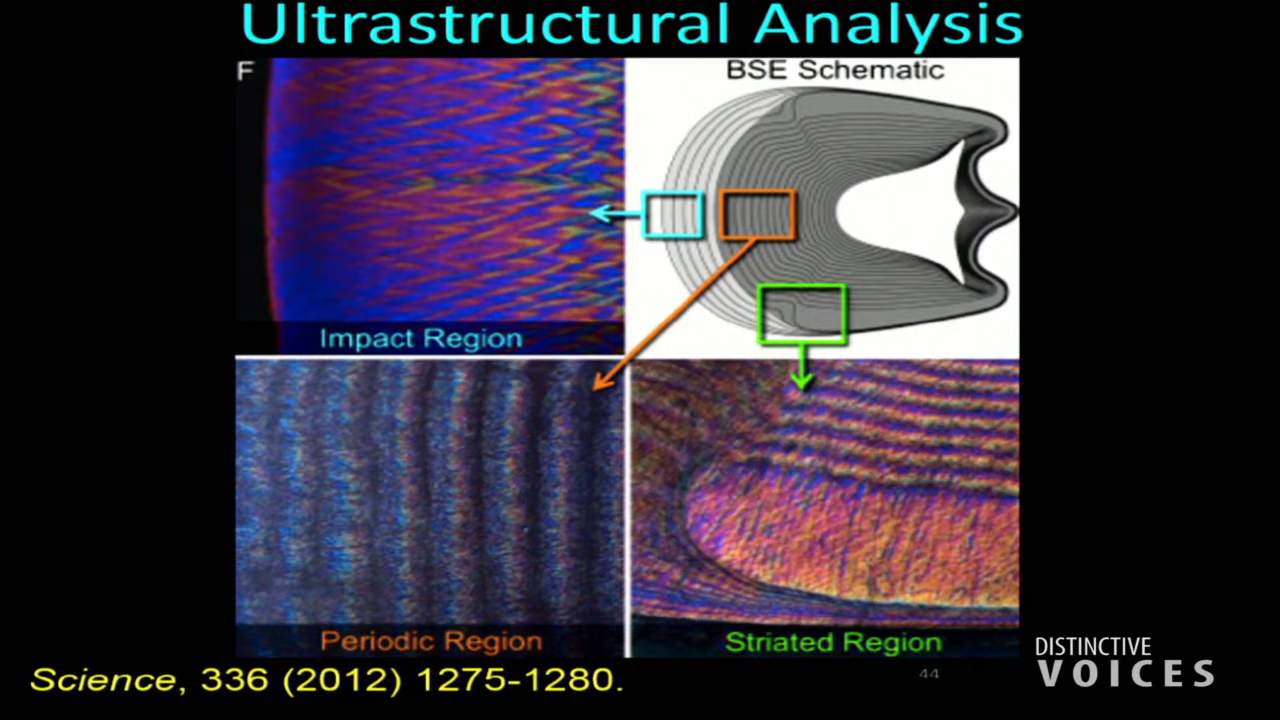 Ultrastructural Analysis
F
BSE Schematic
Impact Region
Periodic Region
Striated Region
Science, 336 (2012) 1275-1280.
44
DISTINCTIVE
VOICES